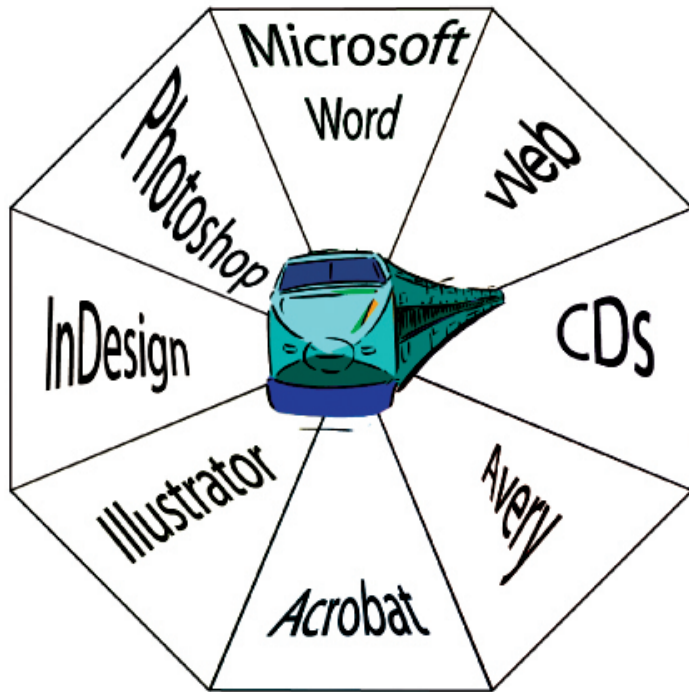 Microsoft
Word
Web
CDs
Avery
Acrobat
Illustrator
InDesign
Photoshop